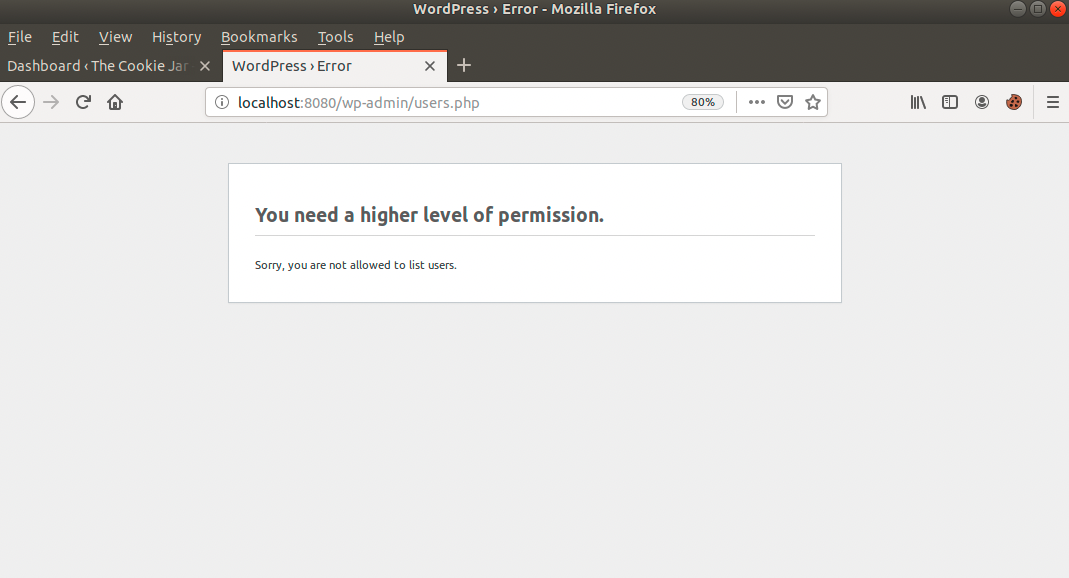 WordPress › Error - Mozilla Firefox
File Edit View History Bookmarks Tools Help
Dashboard ‹ The Cookie Jar WordPress › Error
localhost:8080/wp-admin/users.php 80%
You need a higher level of permission.
Sorry, you are not allowed to list users.